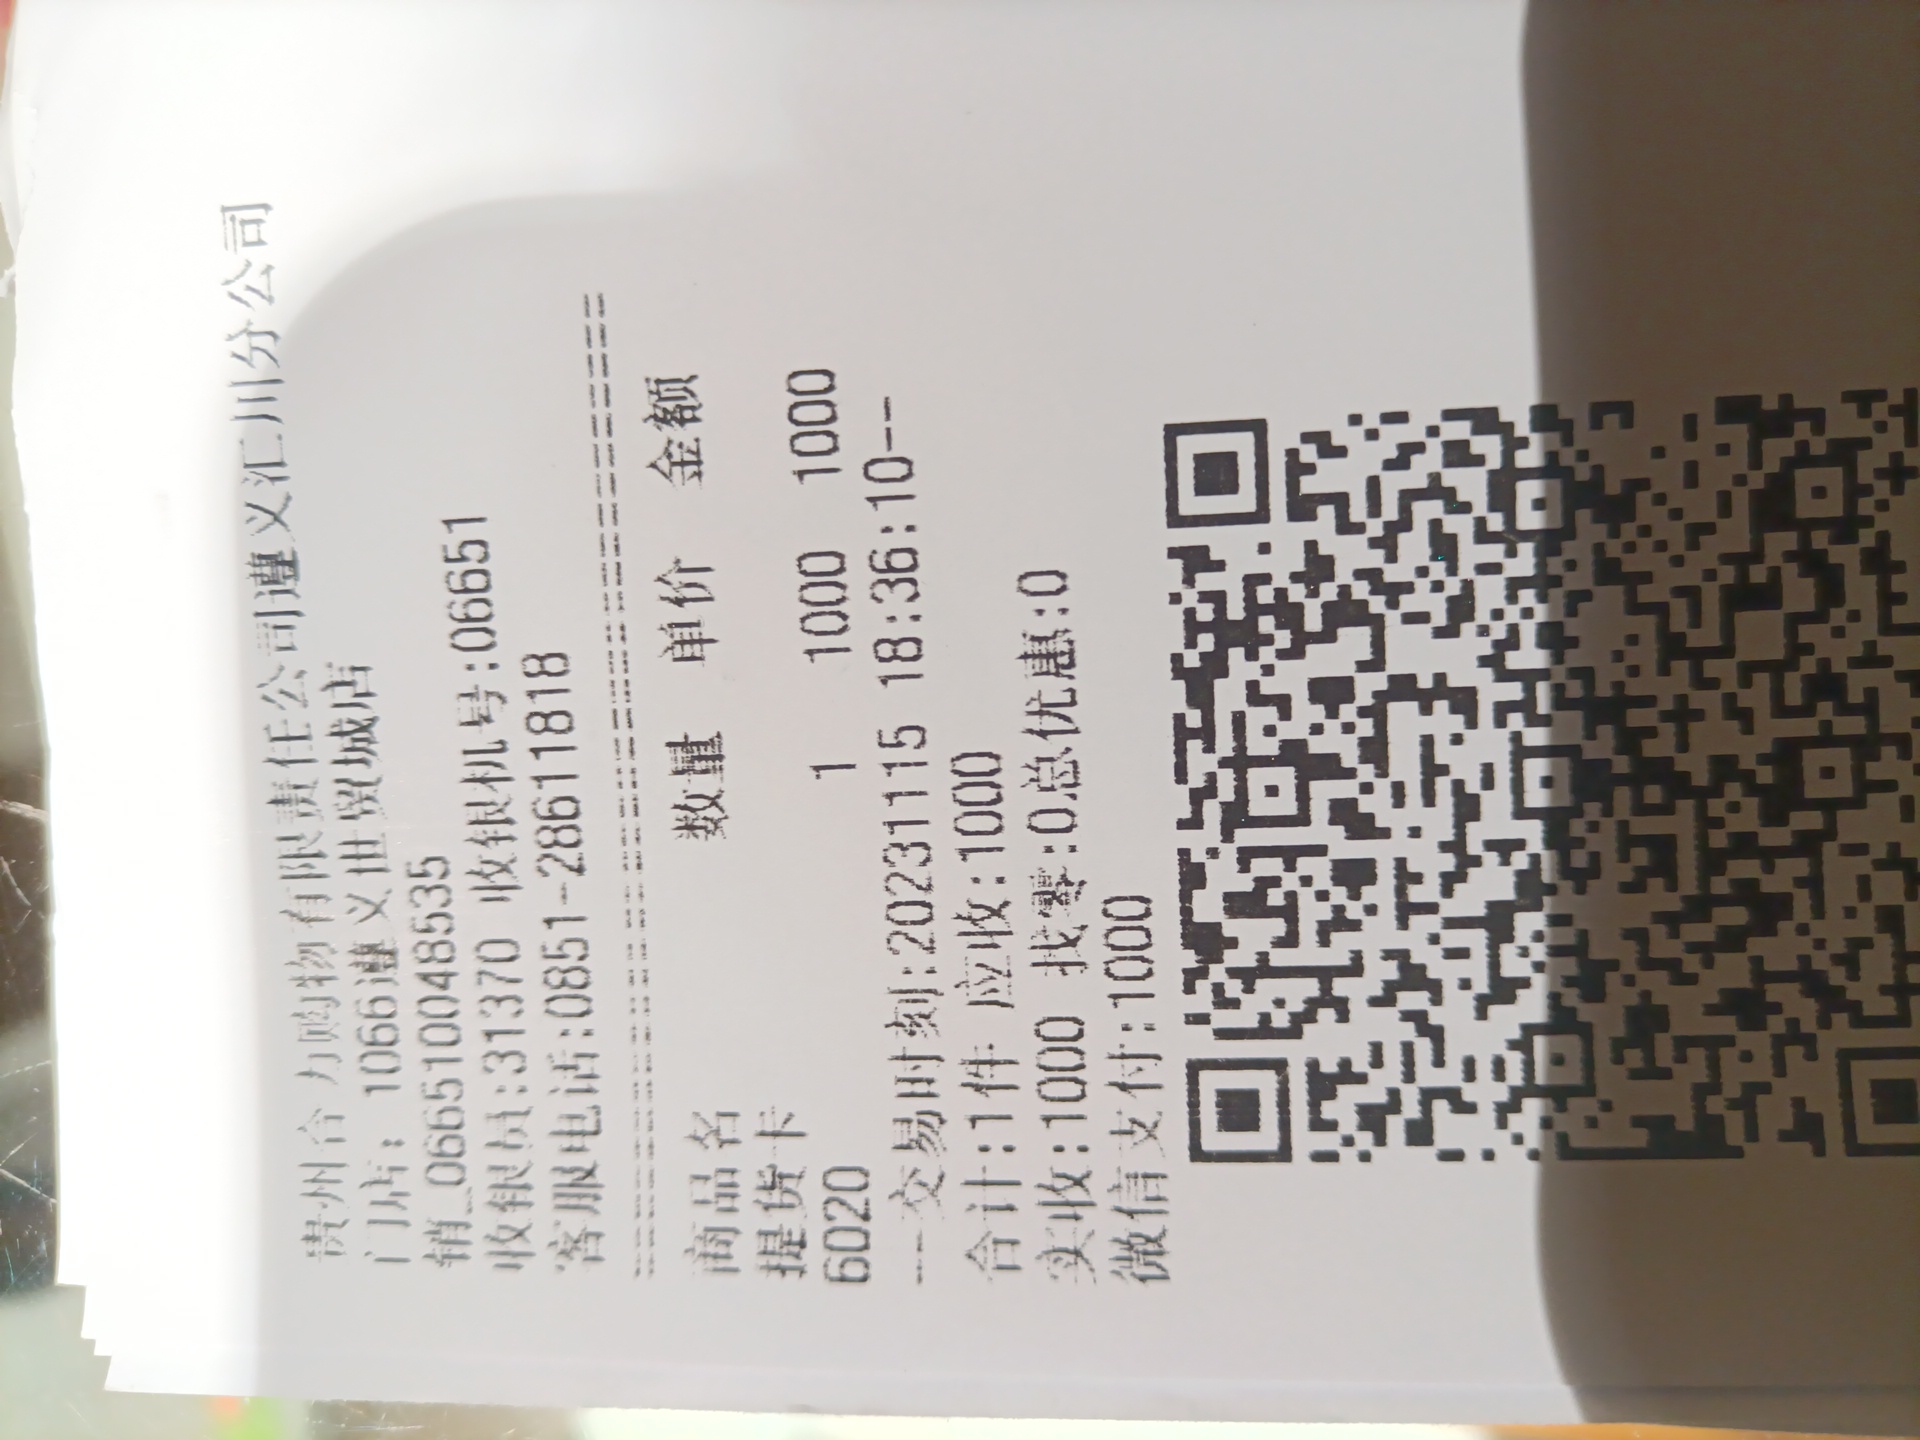 贵州合力购物有限责任公司遵义汇川分公司
门店: 1066遵义世贸城店
销_066510048535
收银员:31370 收银机号:06651
客服电话:0851-28611818
商品名 数量 单价 金额
提货卡
6020 1 1000 1000
---交易时刻:20231115 18:36:10--
合计:1件 应收:1000
实收:1000 找零:0总优惠:0
微信支付:1000